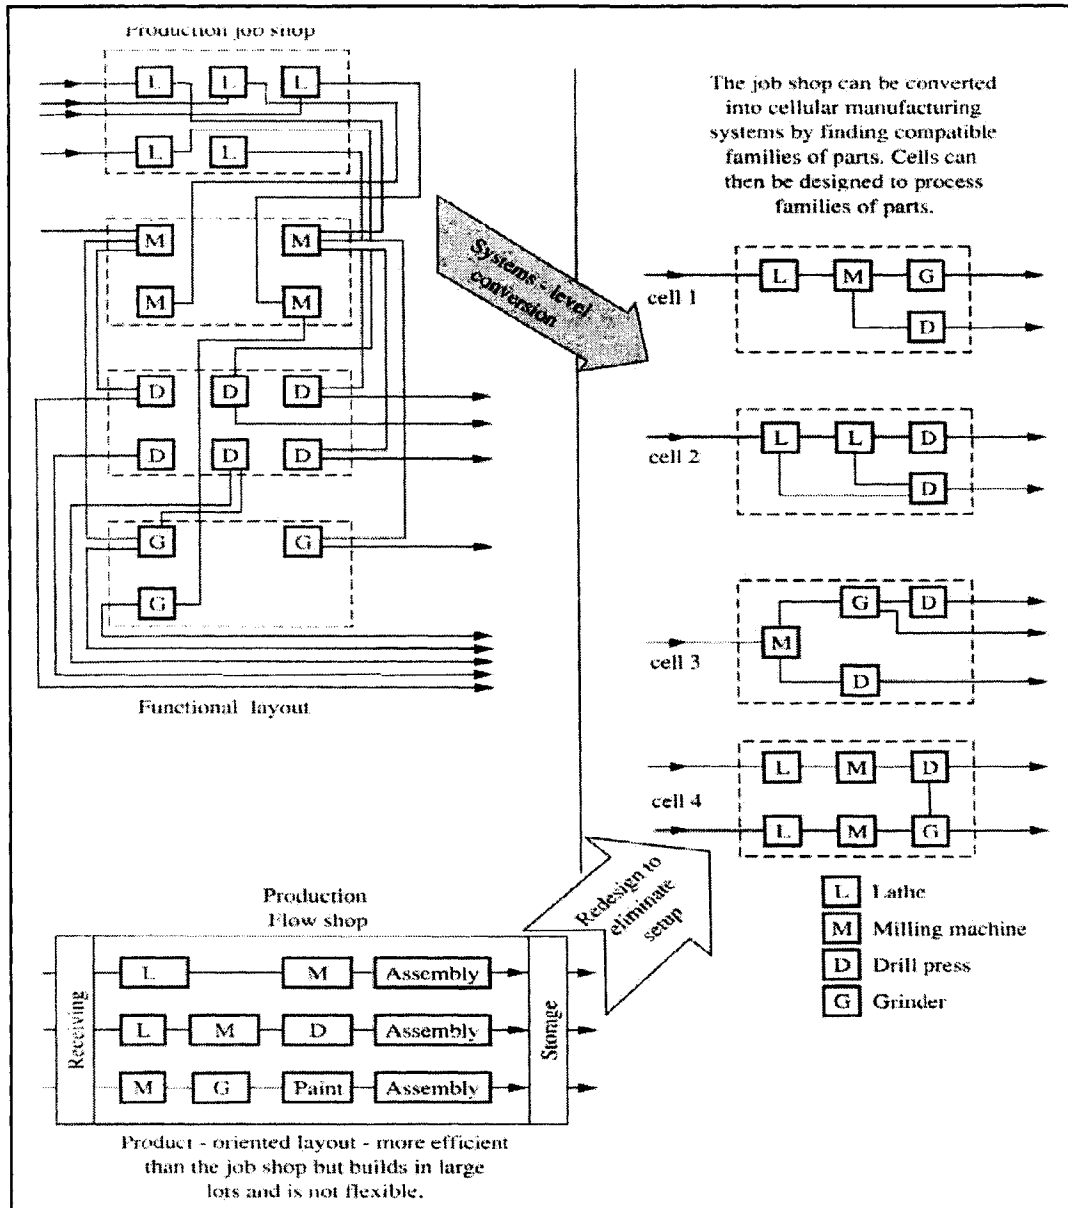 Production job shop
L L L
L L
M M
M M
D D D
D D D
G G
G
Functional layout
Systems - level
conversion
The job shop can be converted
into cellular manufacturing
systems by finding compatible
families of parts. Cells can
then be designed to process
families of parts.
cell 1
L M G
D
cell 2
L L D
D
cell 3
G D
M
D
cell 4
L M D
L M G
L Lathe
M Milling machine
D Drill press
G Grinder
Redesign to
eliminate
setup
Production
Flow shop
Receiving
L M Assembly
L M D Assembly
M G Paint Assembly
Storage
Product - oriented layout - more efficient
than the job shop but builds in large
lots and is not flexible.